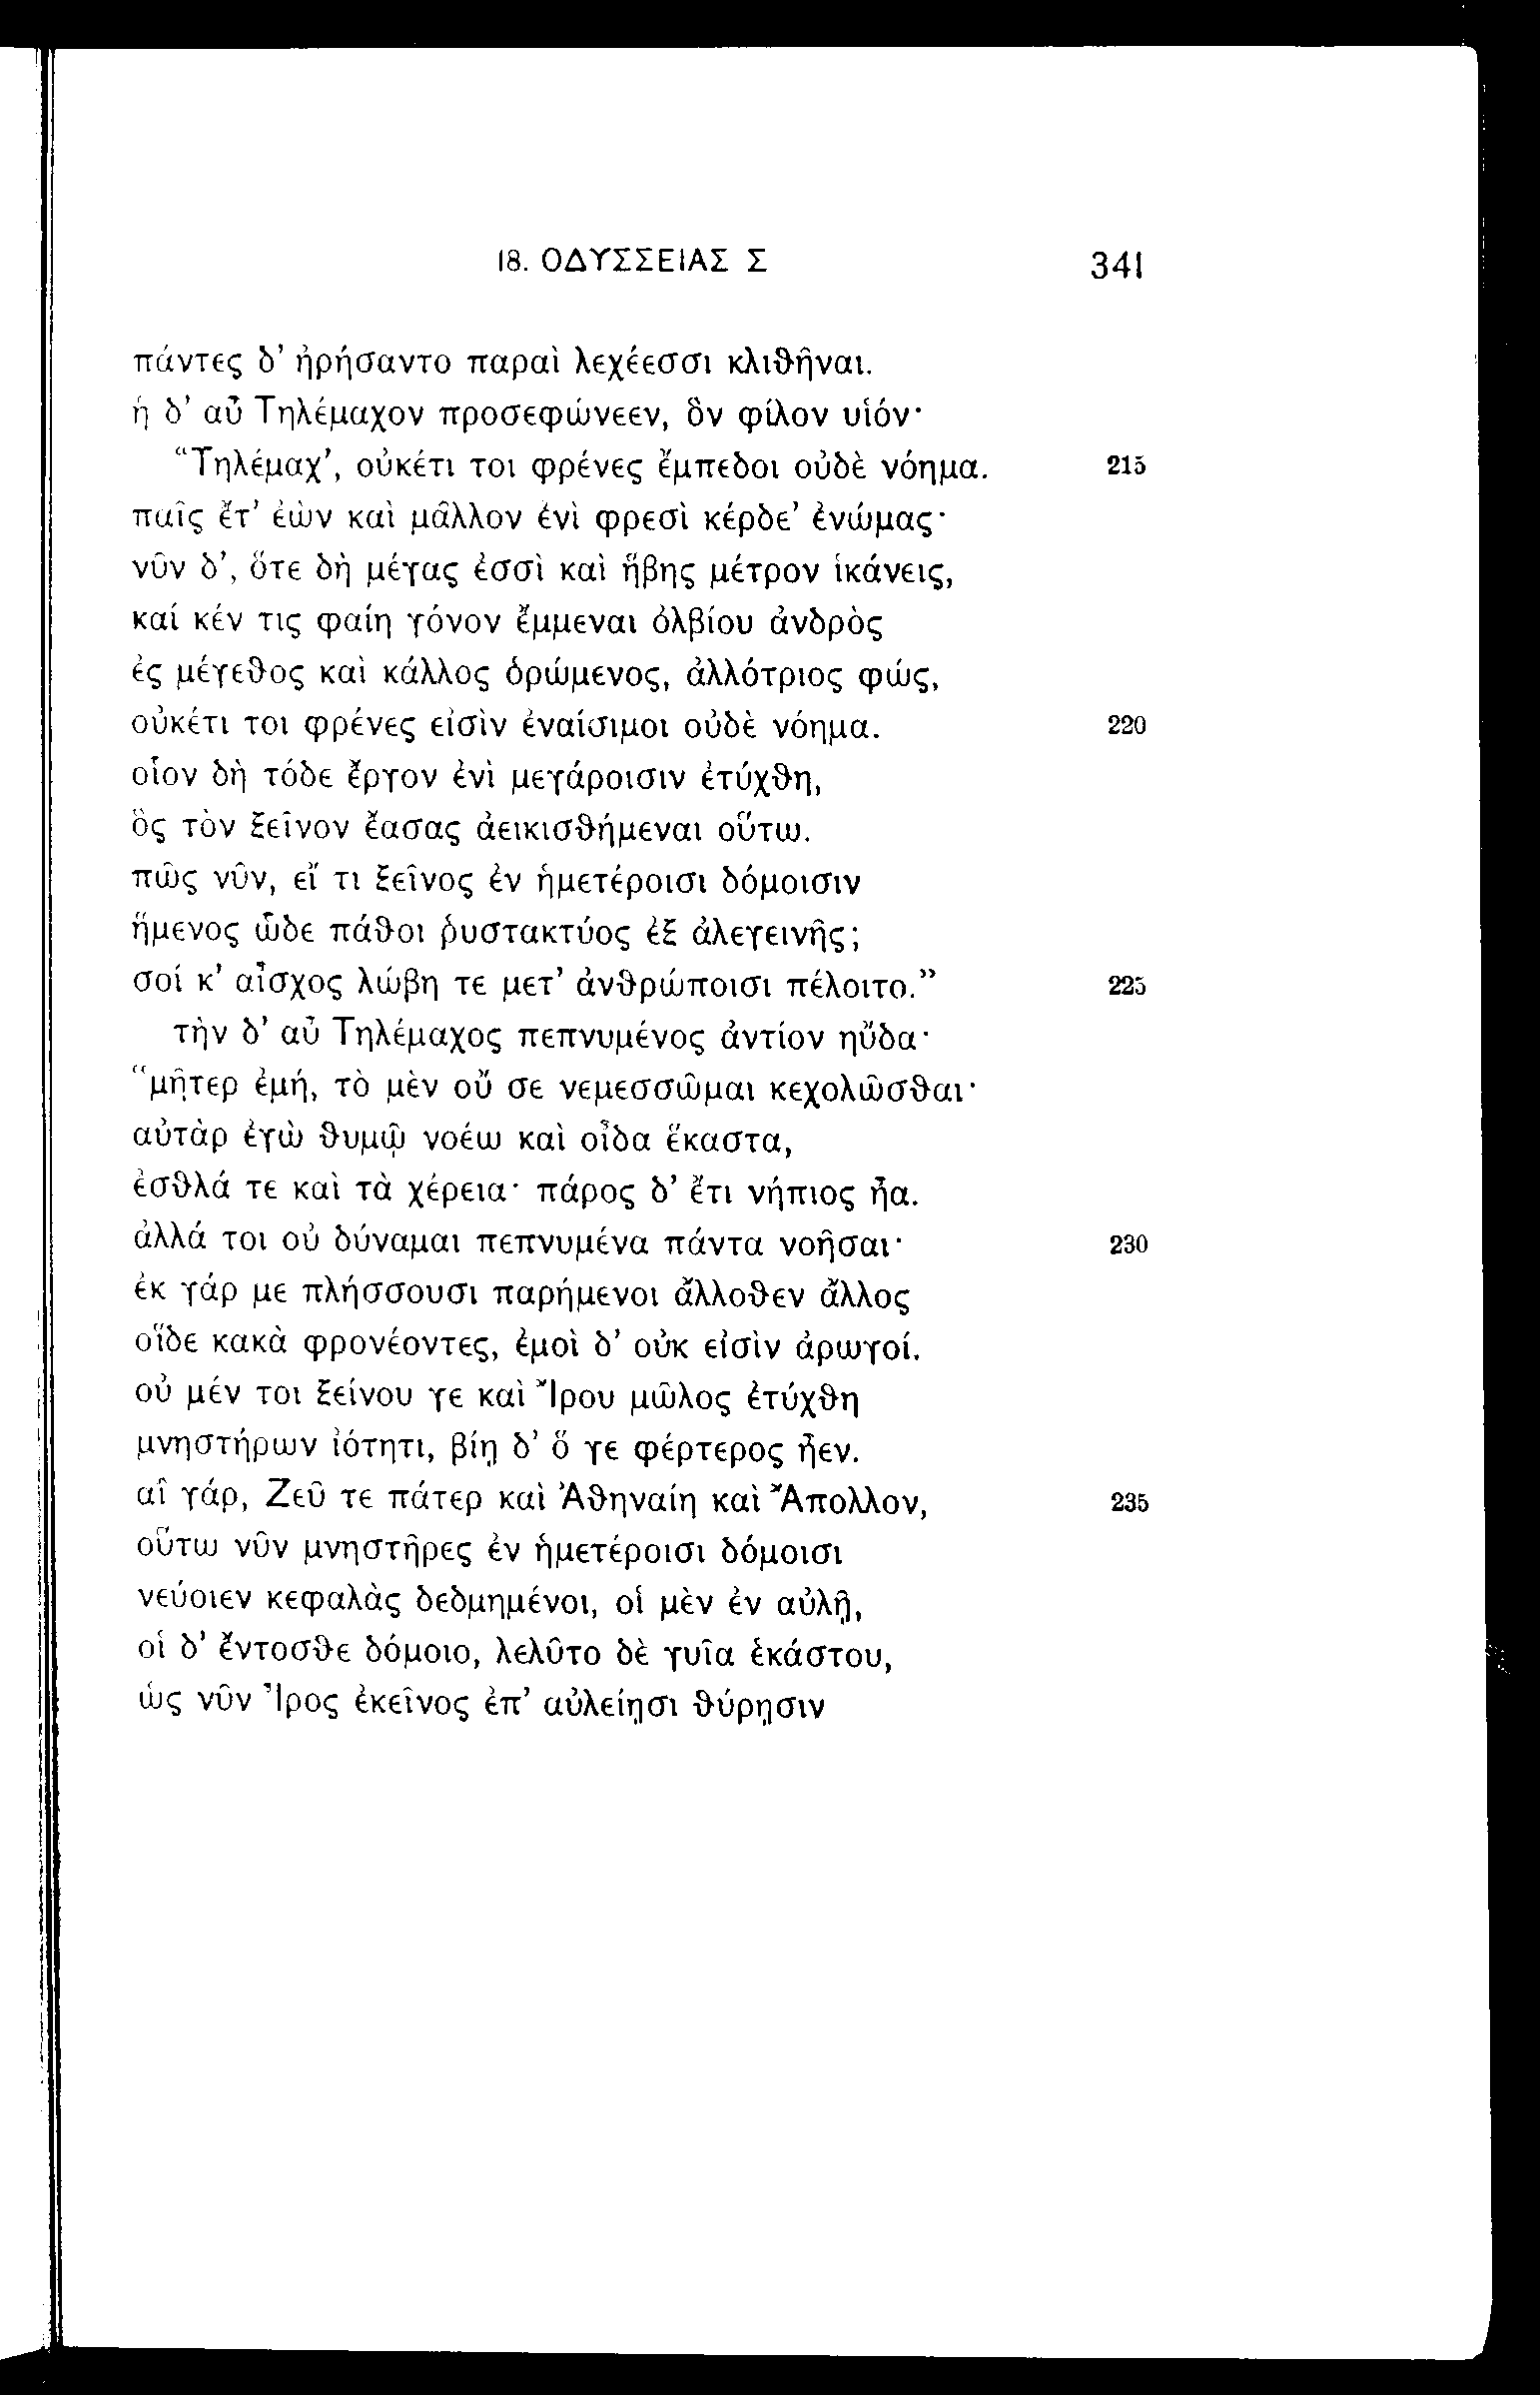 18. ΟΔΥΣΣΕΙΑΣ Σ 341
πάντες δ’ ἠρήσαντο παραὶ λεχέεσσι κλιθῆναι.
ἡ δ’ αὖ Τηλέμαχον προσεφώνεεν, ὃν φίλον υἱόν·
“Τηλέμαχ’, οὐκέτι τοι φρένες ἔμπεδοι οὐδὲ νόημα. 215
παῖς ἔτ’ ἐὼν καὶ μᾶλλον ἐνὶ φρεσὶ κέρδε’ ἐνώμας·
νῦν δ’, ὅτε δὴ μέγας ἐσσὶ καὶ ἥβης μέτρον ἱκάνεις,
καί κέν τις φαίη γόνον ἔμμεναι ὀλβίου ἀνδρὸς
ἐς μέγεθος καὶ κάλλος ὁρώμενος, ἀλλότριος φώς,
οὐκέτι τοι φρένες εἰσὶν ἐναίσιμοι οὐδὲ νόημα. 220
οἷον δὴ τόδε ἔργον ἐνὶ μεγάροισιν ἐτύχθη,
ὃς τὸν ξεῖνον ἔασας ἀεικισθήμεναι οὕτω.
πῶς νῦν, εἴ τι ξεῖνος ἐν ἡμετέροισι δόμοισιν
ἥμενος ὧδε πάθοι ῥυστακτύος ἐξ ἀλεγεινῆς;
σοί κ’ αἶσχος λώβη τε μετ’ ἀνθρώποισι πέλοιτο.” 225
τὴν δ’ αὖ Τηλέμαχος πεπνυμένος ἀντίον ηὔδα·
“μῆτερ ἐμή, τὸ μὲν οὔ σε νεμεσσῶμαι κεχολῶσθαι·
αὐτὰρ ἐγὼ θυμῷ νοέω καὶ οἶδα ἕκαστα,
ἐσθλά τε καὶ τὰ χέρεια· πάρος δ’ ἔτι νήπιος ἦα.
ἀλλά τοι οὐ δύναμαι πεπνυμένα πάντα νοῆσαι· 230
ἐκ γάρ με πλήσσουσι παρήμενοι ἄλλοθεν ἄλλος
οἵδε κακὰ φρονέοντες, ἐμοὶ δ’ οὐκ εἰσὶν ἀρωγοί.
οὐ μέν τοι ξείνου γε καὶ Ἴρου μῶλος ἐτύχθη
μνηστήρων ἰότητι, βίῃ δ’ ὅ γε φέρτερος ἦεν.
αἲ γάρ, Ζεῦ τε πάτερ καὶ Ἀθηναίη καὶ Ἄπολλον, 235
οὕτω νῦν μνηστῆρες ἐν ἡμετέροισι δόμοισι
νεύοιεν κεφαλὰς δεδμημένοι, οἱ μὲν ἐν αὐλῇ,
οἱ δ’ ἔντοσθε δόμοιο, λελῦτο δὲ γυῖα ἑκάστου,
ὡς νῦν Ἶρος ἐκεῖνος ἐπ’ αὐλείῃσι θύρῃσιν